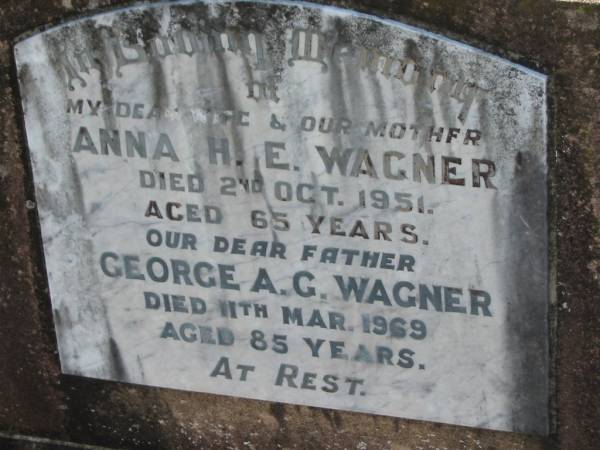 In Loving Memory
of
MY DEAR WIFE & OUR MOTHER
ANNA H. E. WAGNER
DIED 2ND OCT. 1951.
AGED 65 YEARS.
OUR DEAR FATHER
GEORGE A. G. WAGNER
DIED 11TH MAR. 1969
AGED 85 YEARS.
AT REST.